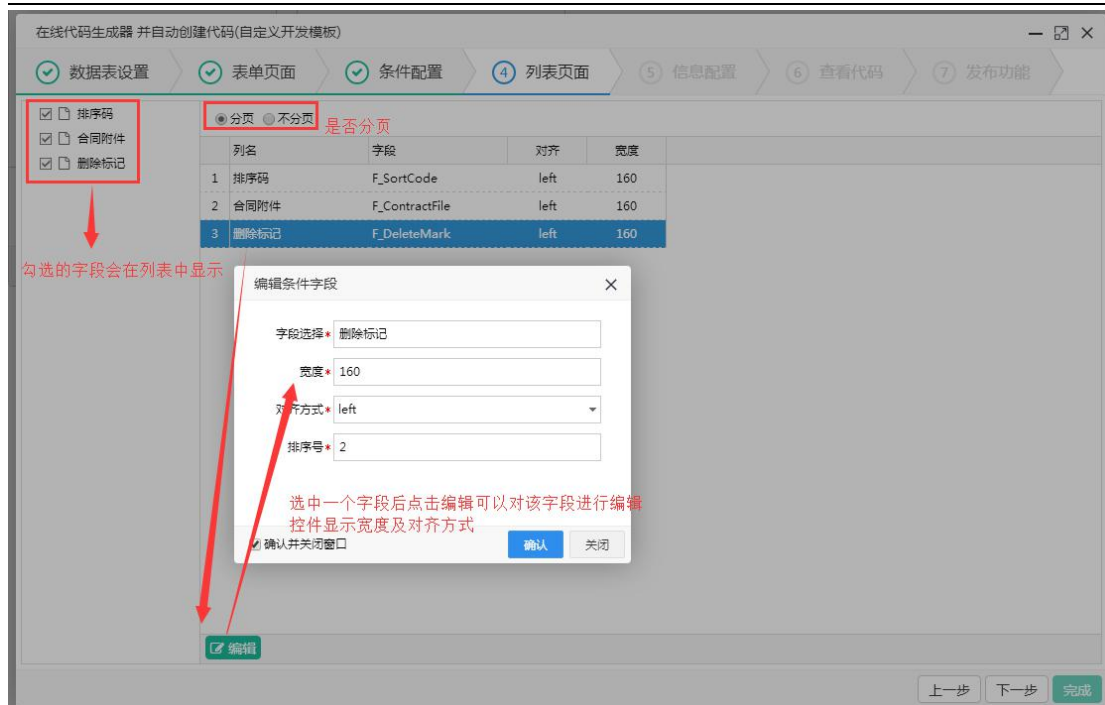 在线代码生成器 并自动创建代码(自定义开发模板)
数据表设置
表单页面
条件配置
4 列表页面
5 信息配置
6 查看代码
7 发布功能
排序码
合同附件
删除标记
分页 不分页
是否分页
列名 字段 对齐 宽度
1 排序码 F_SortCode left 160
2 合同附件 F_ContractFile left 160
3 删除标记 F_DeleteMark left 160
勾选的字段会在列表中显示
编辑条件字段
字段选择* 删除标记
宽度* 160
对齐方式* left
排序号* 2
选中一个字段后点击编辑可以对该字段进行编辑
控件显示宽度及对齐方式
确认并关闭窗口
确认 关闭
编辑
上一步 下一步 完成